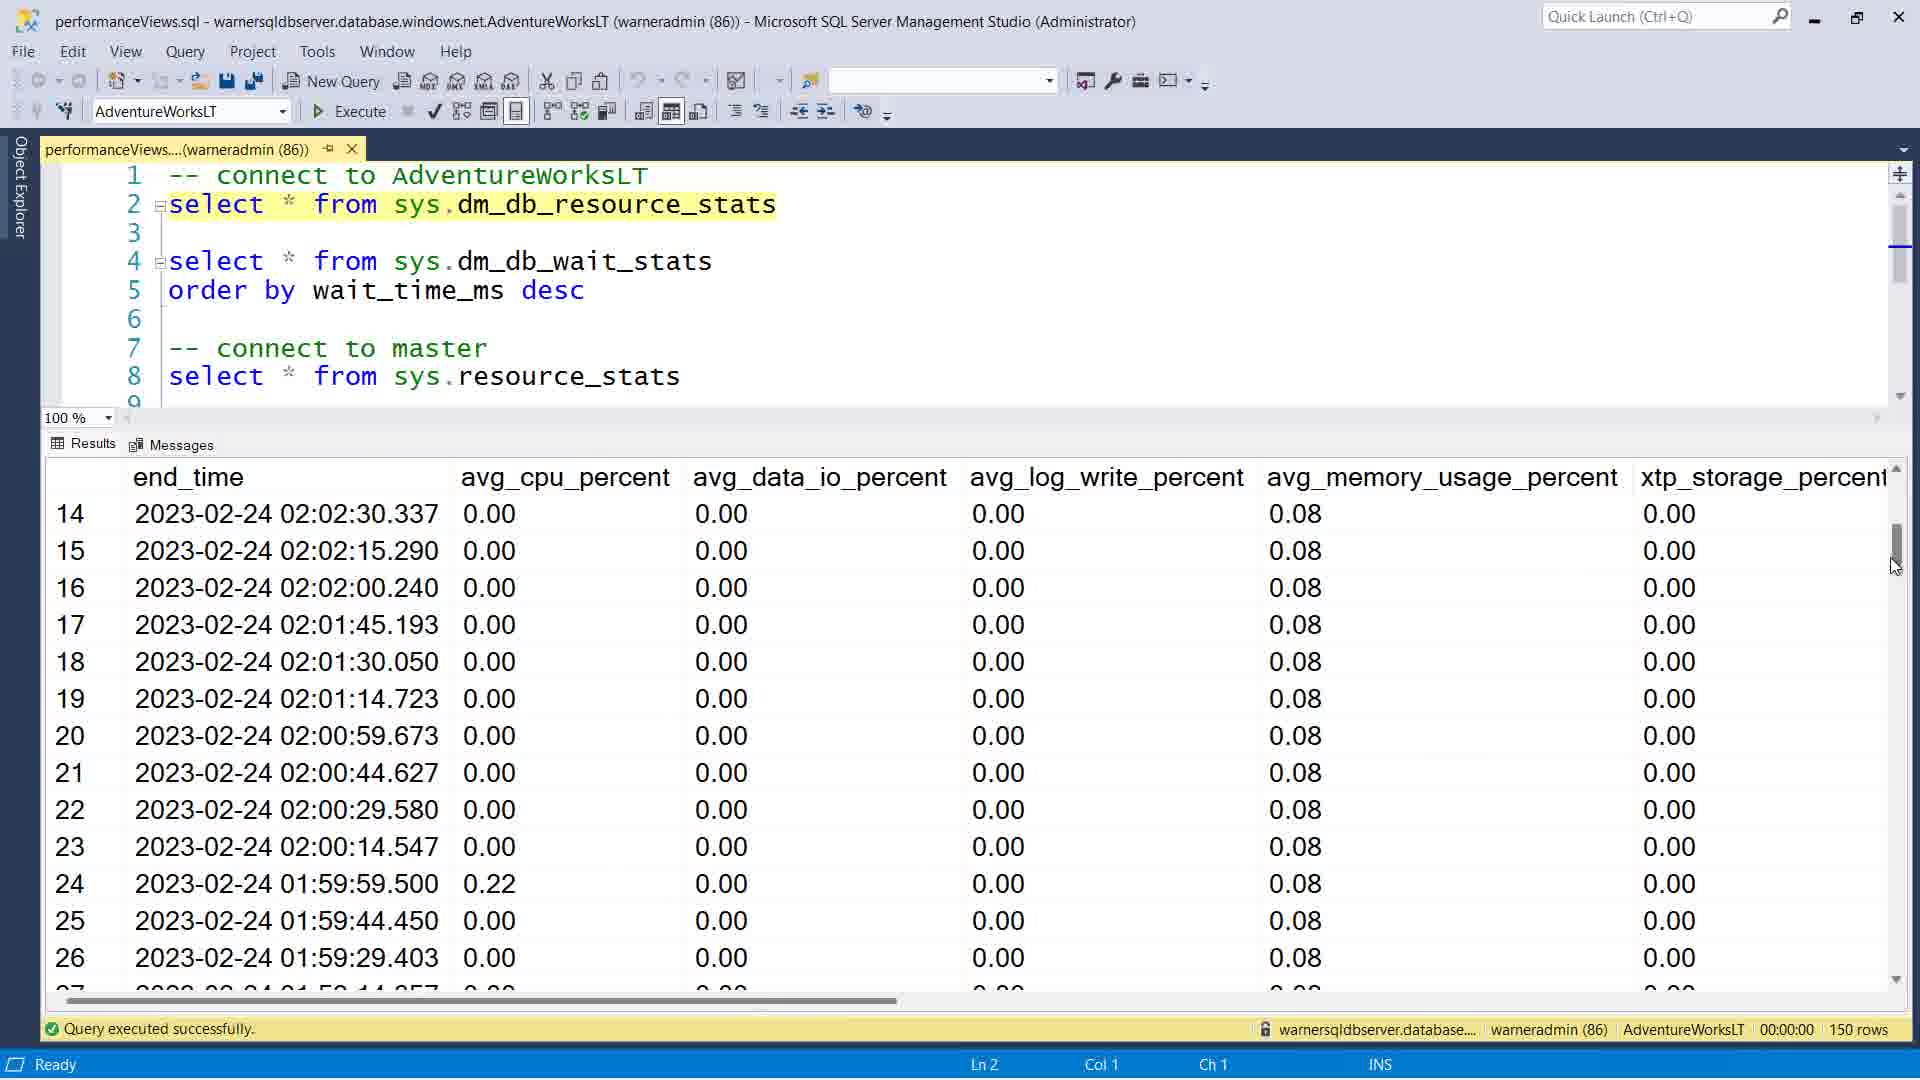 performanceViews.sql - warnersqldbserver.database.windows.net.AdventureWorksLT (warneradmin (86)) - Microsoft SQL Server Management Studio (Administrator)
Quick Launch (Ctrl+Q)
File Edit View Query Project Tools Window Help
New Query
AdventureWorksLT Execute
Object Explorer
performanceViews....(warneradmin (86))
1 -- connect to AdventureWorksLT
2 select * from sys.dm_db_resource_stats
3
4 select * from sys.dm_db_wait_stats
5 order by wait_time_ms desc
6
7 -- connect to master
8 select * from sys.resource_stats
9
100 %
Results Messages
end_time avg_cpu_percent avg_data_io_percent avg_log_write_percent avg_memory_usage_percent xtp_storage_percent
14 2023-02-24 02:02:30.337 0.00 0.00 0.00 0.08 0.00
15 2023-02-24 02:02:15.290 0.00 0.00 0.00 0.08 0.00
16 2023-02-24 02:02:00.240 0.00 0.00 0.00 0.08 0.00
17 2023-02-24 02:01:45.193 0.00 0.00 0.00 0.08 0.00
18 2023-02-24 02:01:30.050 0.00 0.00 0.00 0.08 0.00
19 2023-02-24 02:01:14.723 0.00 0.00 0.00 0.08 0.00
20 2023-02-24 02:00:59.673 0.00 0.00 0.00 0.08 0.00
21 2023-02-24 02:00:44.627 0.00 0.00 0.00 0.08 0.00
22 2023-02-24 02:00:29.580 0.00 0.00 0.00 0.08 0.00
23 2023-02-24 02:00:14.547 0.00 0.00 0.00 0.08 0.00
24 2023-02-24 01:59:59.500 0.22 0.00 0.00 0.08 0.00
25 2023-02-24 01:59:44.450 0.00 0.00 0.00 0.08 0.00
26 2023-02-24 01:59:29.403 0.00 0.00 0.00 0.08 0.00
Query executed successfully. warnersqldbserver.database.... warneradmin (86) AdventureWorksLT 00:00:00 150 rows
Ready Ln 2 Col 1 Ch 1 INS